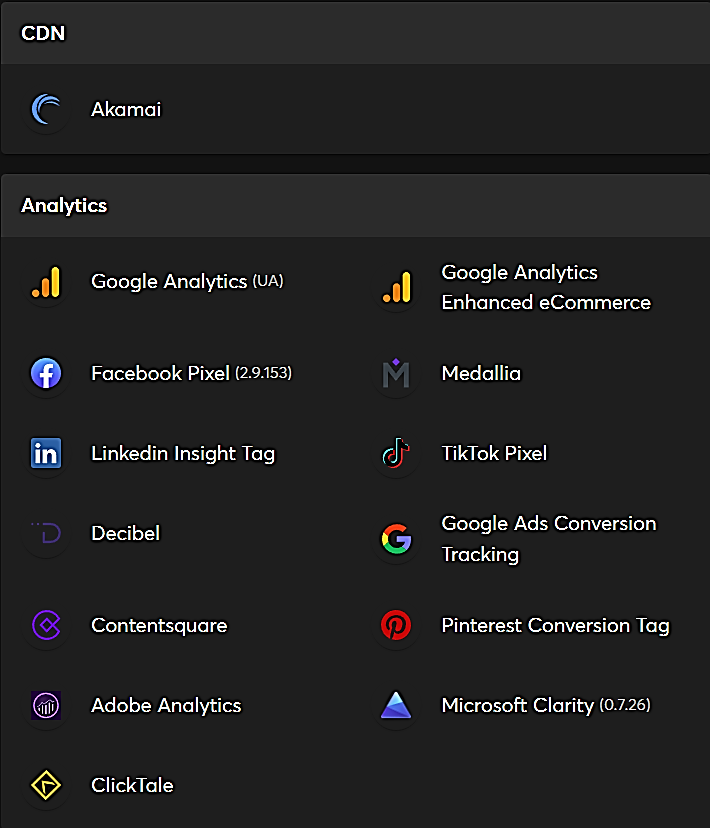 CDN
Akamai
Analytics
Google Analytics (UA)
Google Analytics
Enhanced eCommerce
Facebook Pixel (2.9.153)
Medallia
Linkedin Insight Tag
TikTok Pixel
Decibel
Google Ads Conversion
Tracking
Contentsquare
Pinterest Conversion Tag
Adobe Analytics
Microsoft Clarity (0.7.26)
ClickTale